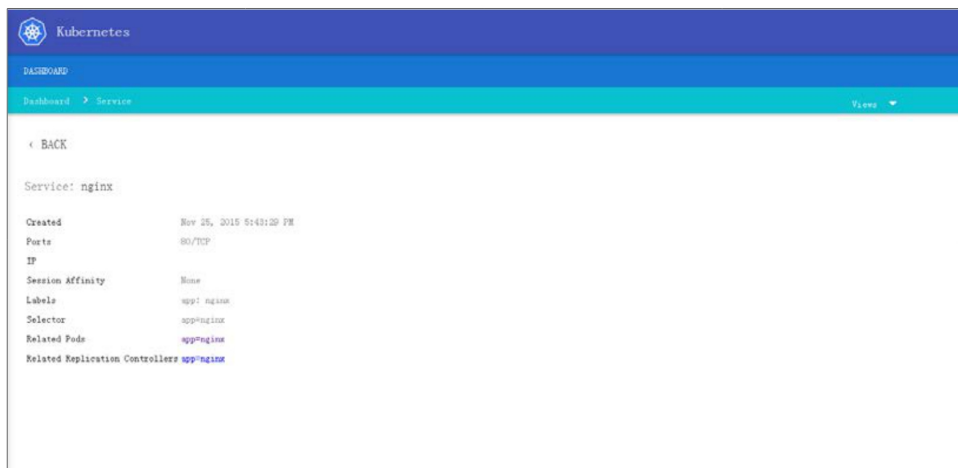 Kubernetes
DASHBOARD
Dashboard > Service
Views
< BACK
Service: nginx
Created Nov 25, 2015 5:43:29 PM
Ports 80/TCP
IP
Session Affinity None
Labels app: nginx
Selector app=nginx
Related Pods app=nginx
Related Replication Controllers app=nginx